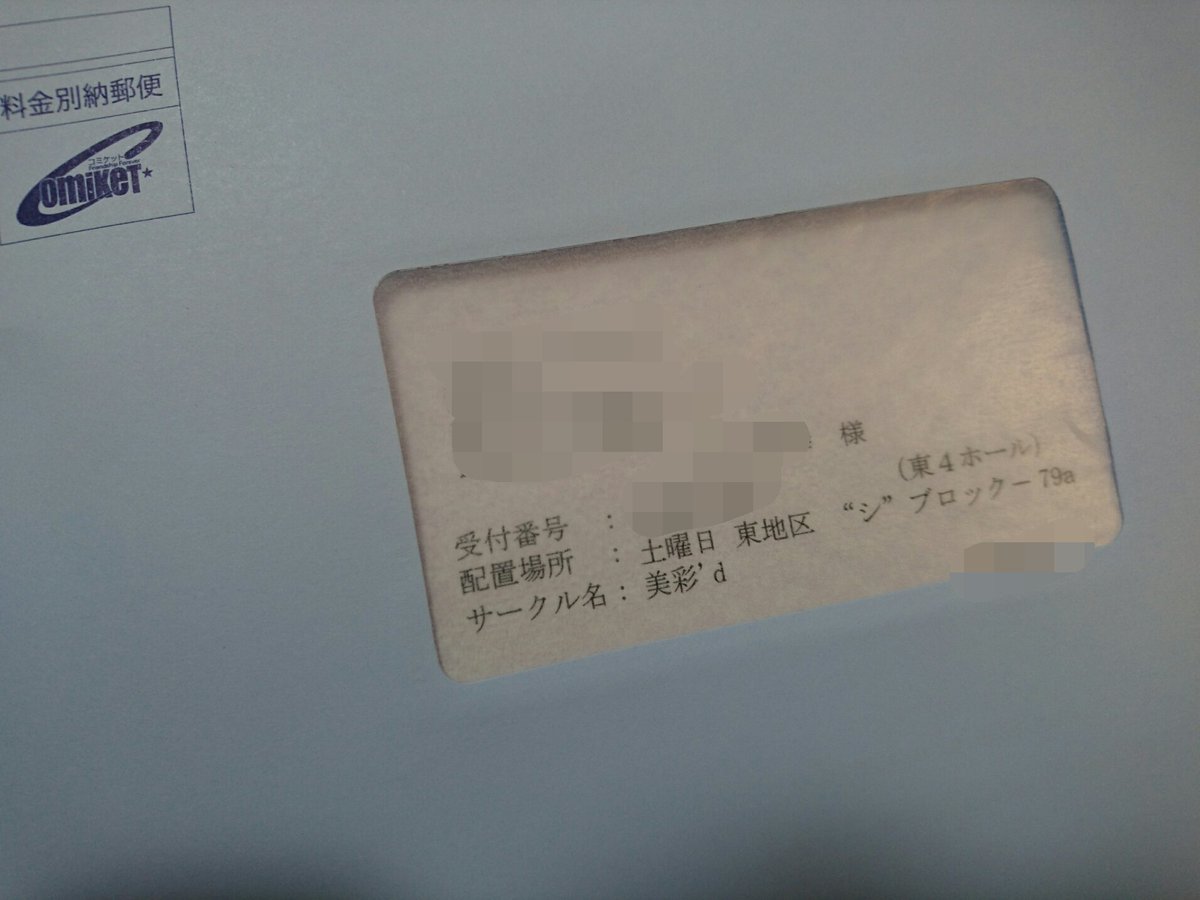 料金別納郵便
コミケット
Friendship Forever
comiket★
様
(東4ホール)
受付番号 :
配置場所 : 土曜日 東地区 “シ” ブロック－79a
サークル名 : 美彩'd